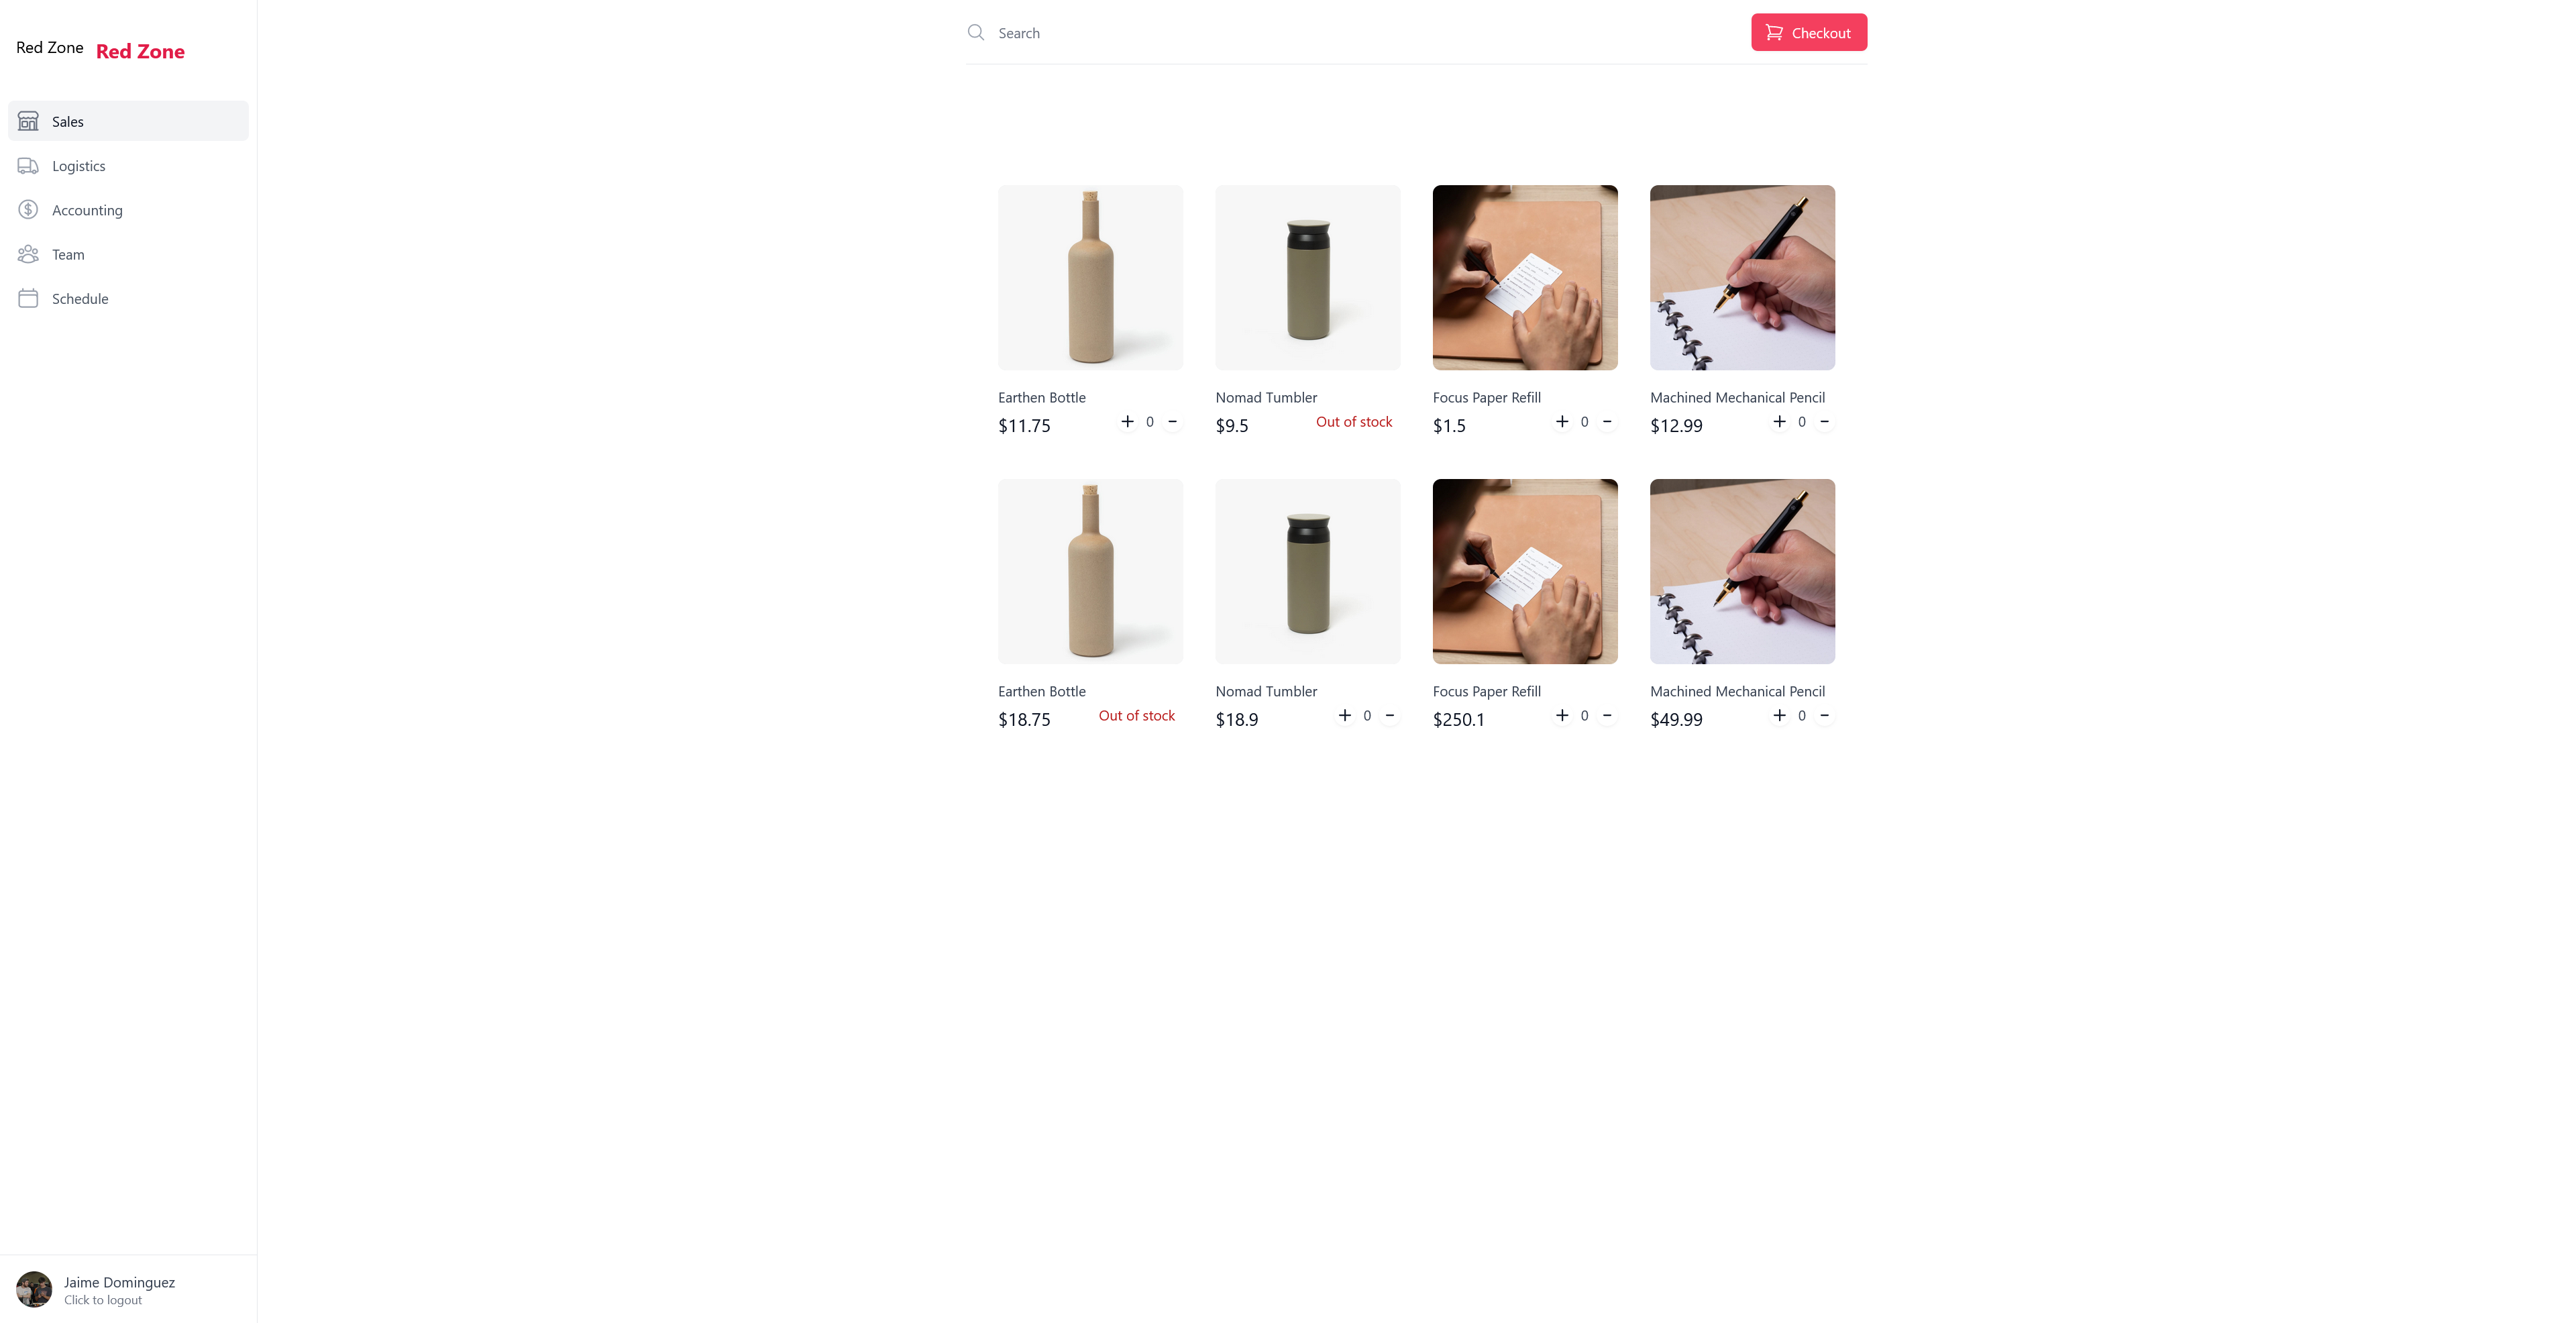 Red Zone Red Zone
Search
Checkout
Sales
Logistics
Accounting
Team
Schedule
Earthen Bottle
$11.75 + 0 -
Nomad Tumbler
$9.5 Out of stock
Focus Paper Refill
$1.5 + 0 -
Machined Mechanical Pencil
$12.99 + 0 -
Earthen Bottle
$18.75 Out of stock
Nomad Tumbler
$18.9 + 0 -
Focus Paper Refill
$250.1 + 0 -
Machined Mechanical Pencil
$49.99 + 0 -
Jaime Dominguez
Click to logout